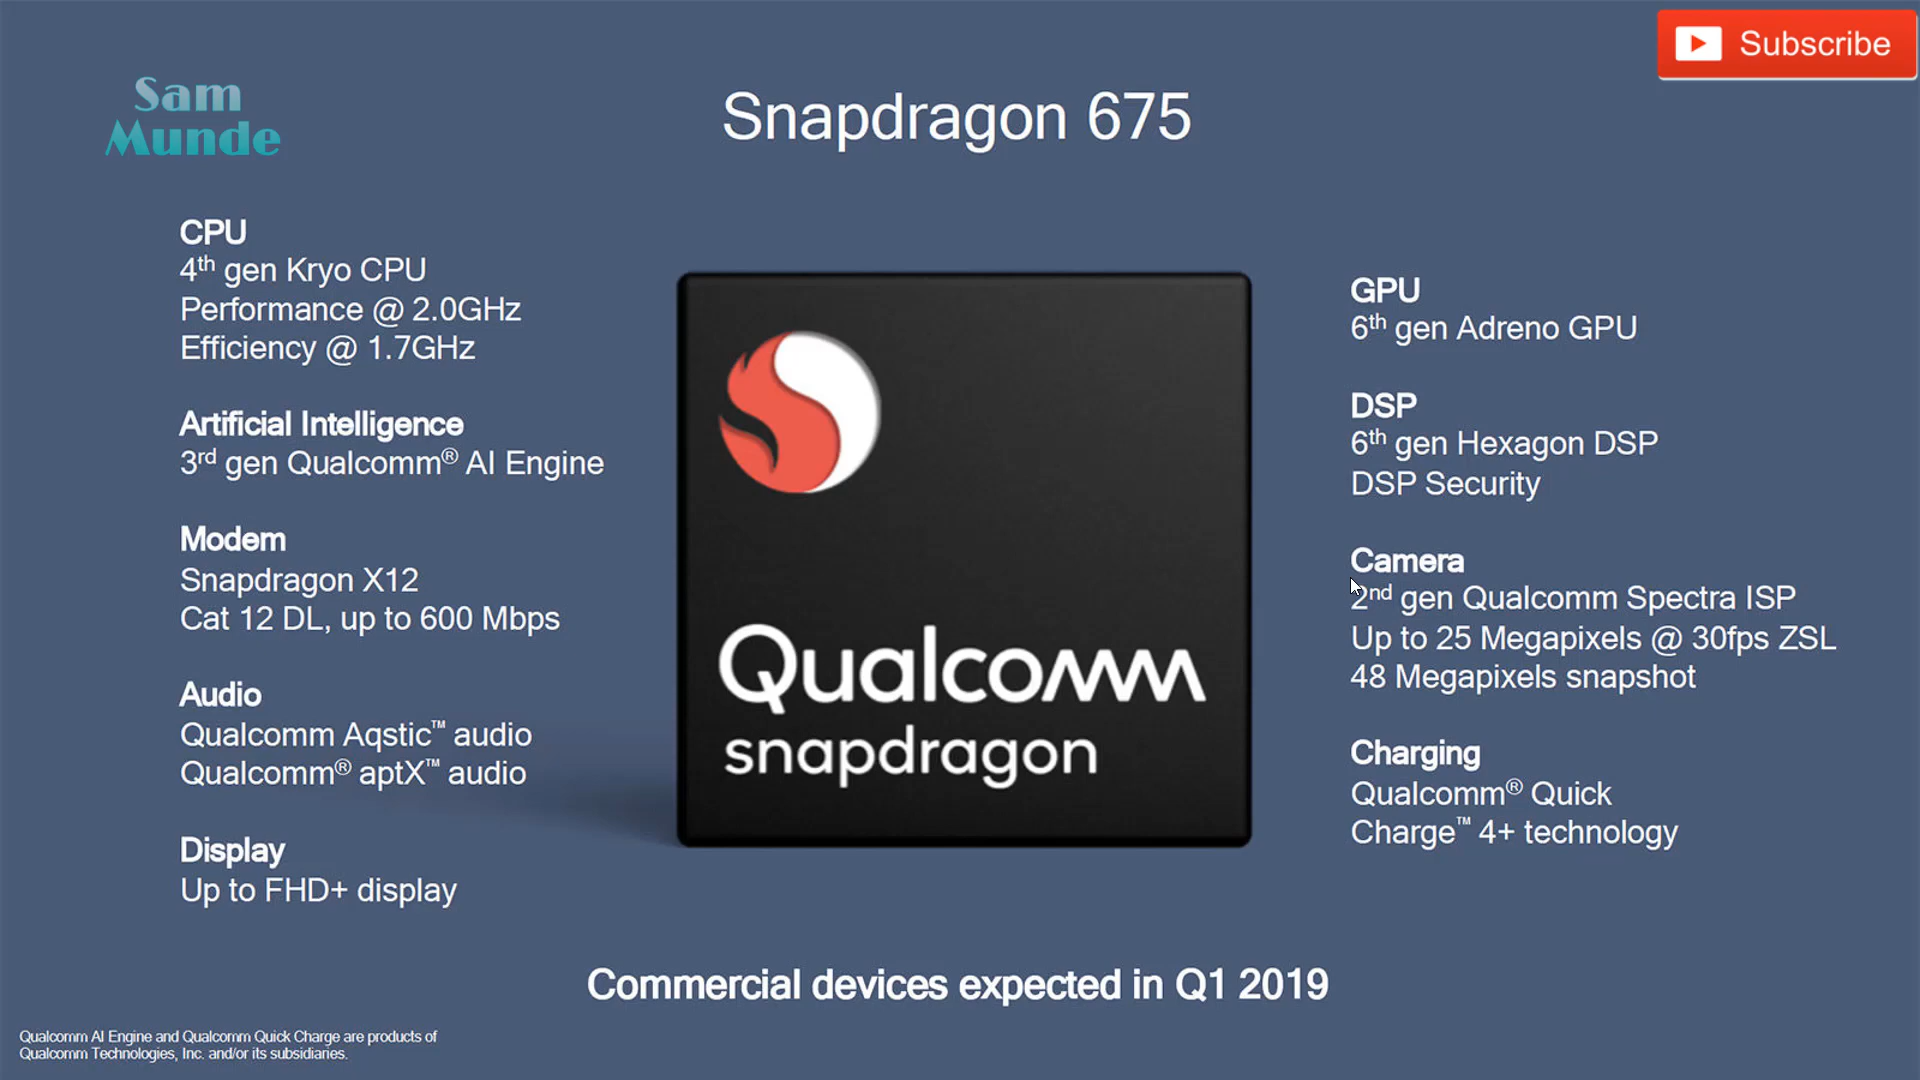 Subscribe
Sam
Munde
Snapdragon 675
CPU
4th gen Kryo CPU
Performance @ 2.0GHz
Efficiency @ 1.7GHz
Artificial Intelligence
3rd gen Qualcomm® AI Engine
Modem
Snapdragon X12
Cat 12 DL, up to 600 Mbps
Audio
Qualcomm Aqstic™ audio
Qualcomm® aptX™ audio
Display
Up to FHD+ display
Qualcomm
snapdragon
GPU
6th gen Adreno GPU
DSP
6th gen Hexagon DSP
DSP Security
Camera
2nd gen Qualcomm Spectra ISP
Up to 25 Megapixels @ 30fps ZSL
48 Megapixels snapshot
Charging
Qualcomm® Quick
Charge™ 4+ technology
Commercial devices expected in Q1 2019
Qualcomm AI Engine and Qualcomm Quick Charge are products of
Qualcomm Technologies, Inc. and/or its subsidiaries.